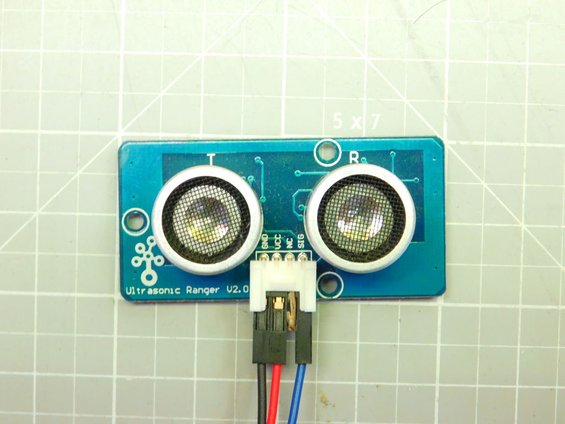 5 x 7
T
R
GND
VCC
NC
SIG
Ultrasonic Ranger V2.0